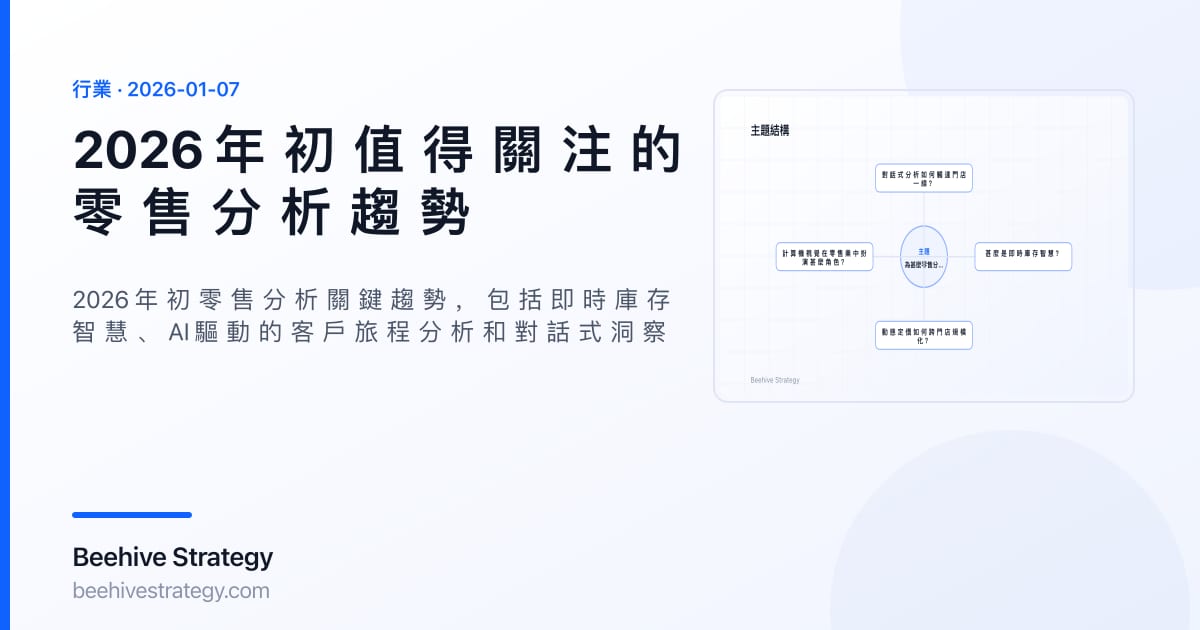 行業 · 2026-01-07
2026年初值得關注的
零售分析趨勢
2026年初零售分析關鍵趨勢，包括即時庫存
智慧、AI驅動的客戶旅程分析和對話式洞察
主題結構
對話式分析如何觸達門店
一線？
計算機視覺在零售業中扮
演甚麼角色？
主題
為甚麼零售分...
甚麼是即時庫存智慧？
動態定價如何跨門店規模
化？
Beehive Strategy
Beehive Strategy
beehivestrategy.com